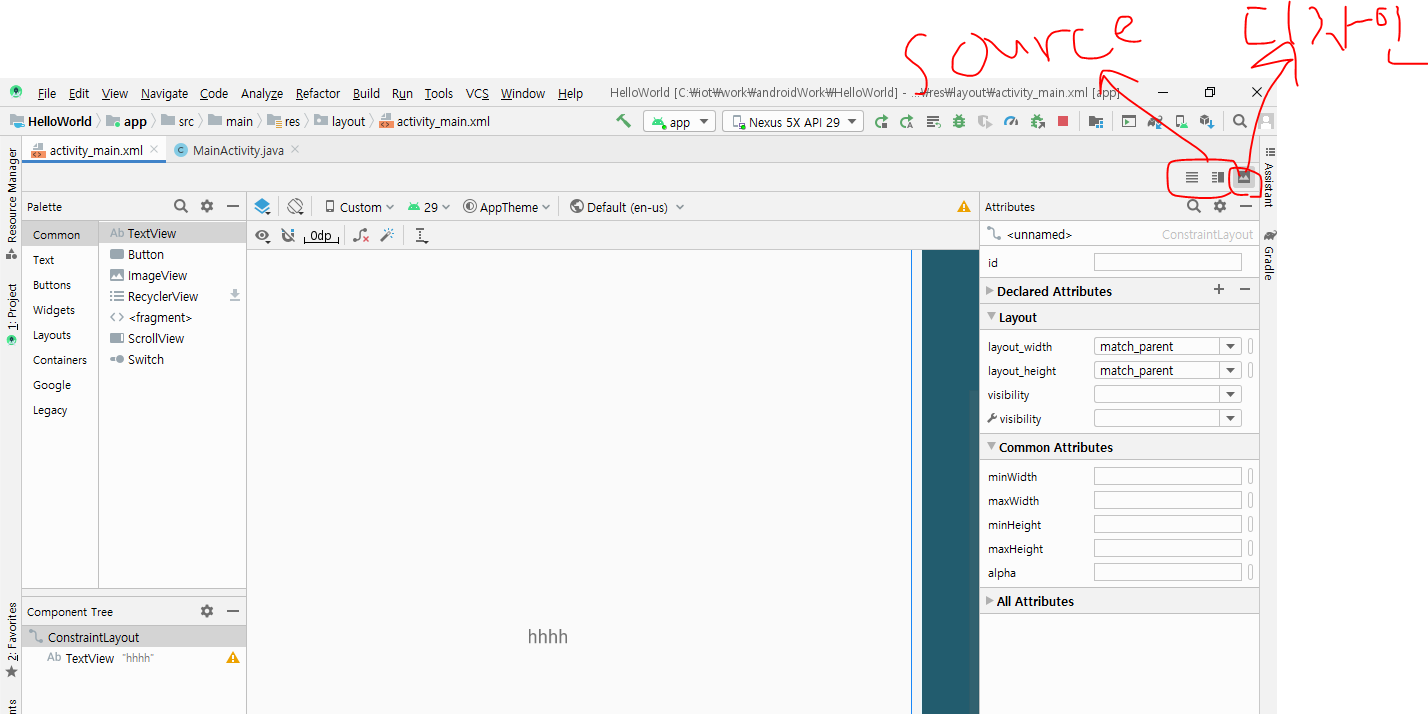 source 디자인
File Edit View Navigate Code Analyze Refactor Build Run Tools VCS Window Help HelloWorld [C:₩iot₩work₩androidWork₩HelloWorld] - ...₩res₩layout₩activity_main.xml [app]
HelloWorld app src main res layout activity_main.xml app Nexus 5X API 29
activity_main.xml MainActivity.java
Resource Manager
1: Project
2: Favorites
nts
Assistant
Gradle
Palette
Common
Text
Buttons
Widgets
Layouts
Containers
Google
Legacy
Ab TextView
Button
ImageView
RecyclerView
<> <fragment>
ScrollView
Switch
Custom 29 AppTheme Default (en-us)
0dp
hhhh
Component Tree
ConstraintLayout
Ab TextView "hhhh"
Attributes
<unnamed> ConstraintLayout
id
Declared Attributes
Layout
layout_width match_parent
layout_height match_parent
visibility
visibility
Common Attributes
minWidth
maxWidth
minHeight
maxHeight
alpha
All Attributes